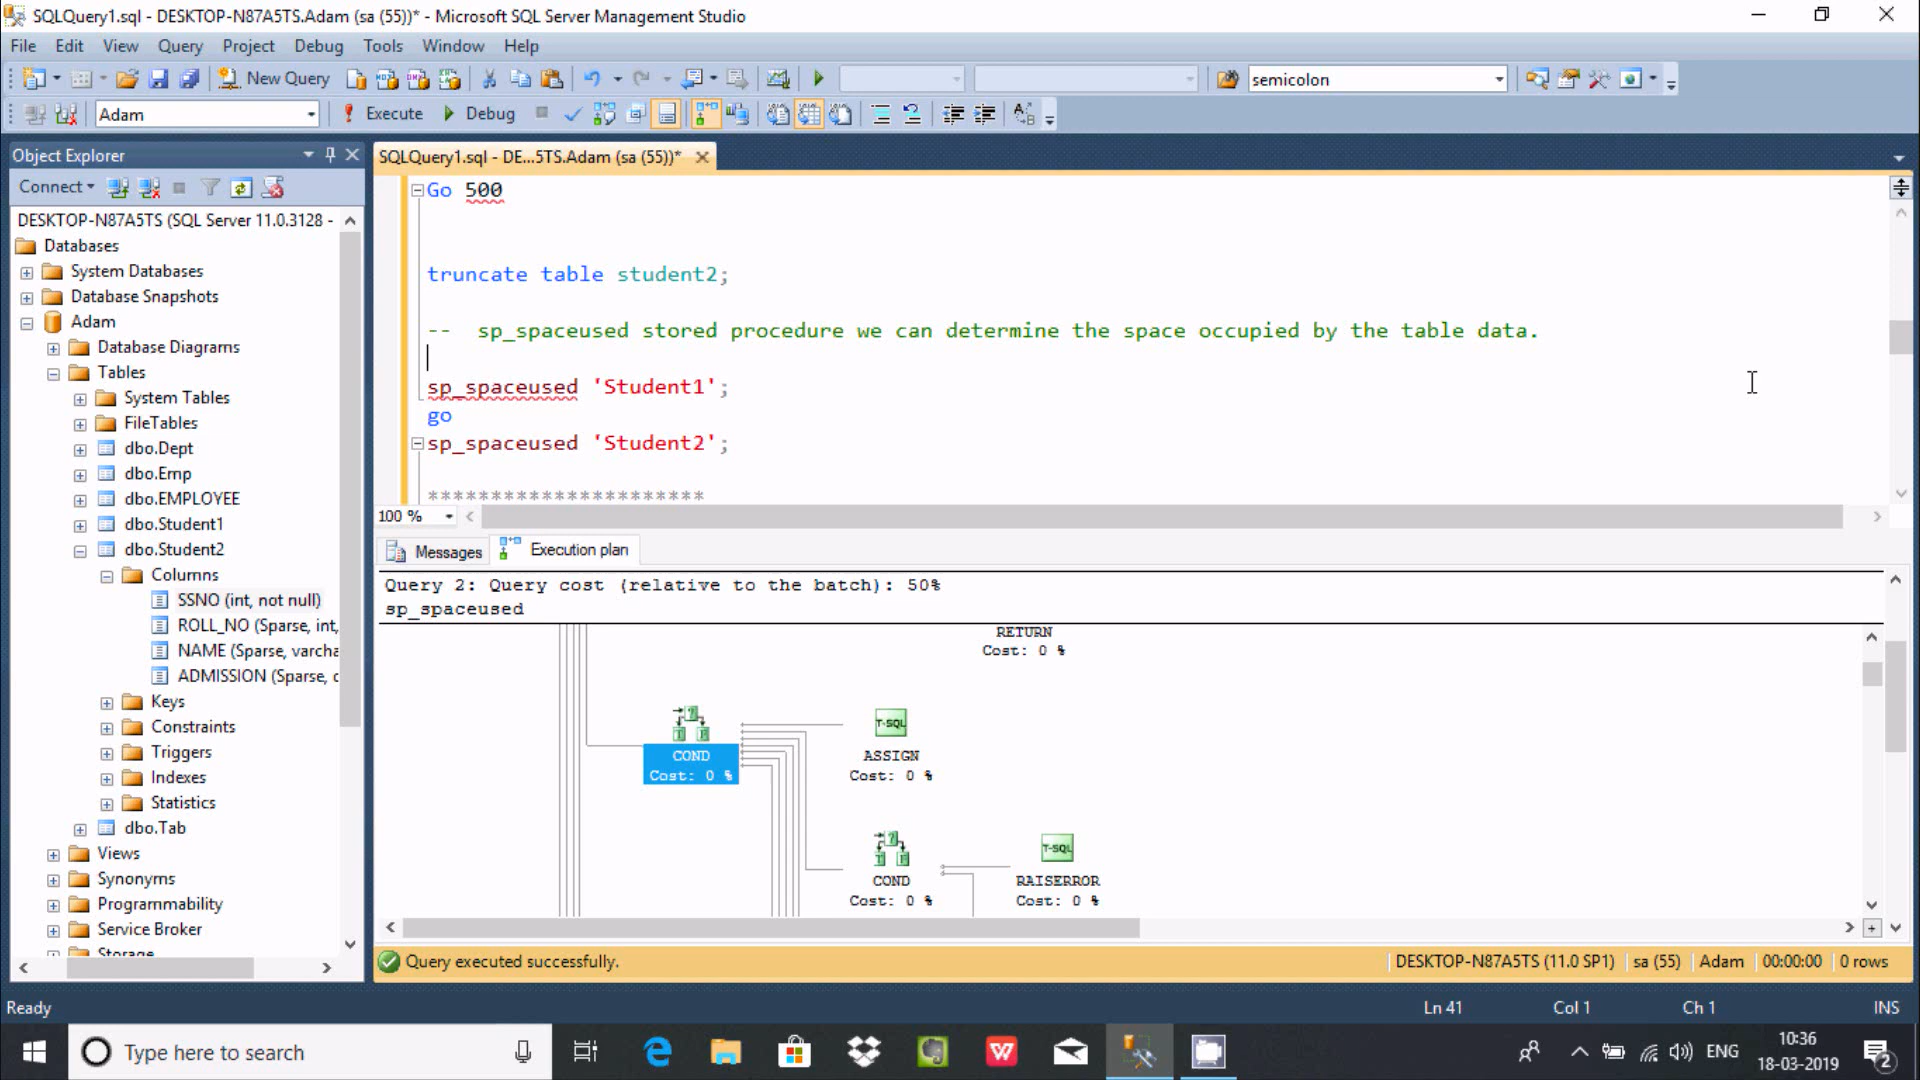 SQLQuery1.sql - DESKTOP-N87A5TS.Adam (sa (55))* - Microsoft SQL Server Management Studio
File Edit View Query Project Debug Tools Window Help
New Query
semicolon
Adam
Execute
Debug
Object Explorer
Connect
DESKTOP-N87A5TS (SQL Server 11.0.3128 -
Databases
System Databases
Database Snapshots
Adam
Database Diagrams
Tables
System Tables
FileTables
dbo.Dept
dbo.Emp
dbo.EMPLOYEE
dbo.Student1
dbo.Student2
Columns
SSNO (int, not null)
ROLL_NO (Sparse, int,
NAME (Sparse, varcha
ADMISSION (Sparse, c
Keys
Constraints
Triggers
Indexes
Statistics
dbo.Tab
Views
Synonyms
Programmability
Service Broker
Storage
SQLQuery1.sql - DE...5TS.Adam (sa (55))*
Go 500
truncate table student2;
-- sp_spaceused stored procedure we can determine the space occupied by the table data.
sp_spaceused 'Student1';
go
sp_spaceused 'Student2';
**********************
100 %
Messages
Execution plan
Query 2: Query cost (relative to the batch): 50%
sp_spaceused
RETURN
Cost: 0 %
T-SQL
COND
Cost: 0 %
ASSIGN
Cost: 0 %
T-SQL
COND
Cost: 0 %
RAISERROR
Cost: 0 %
Query executed successfully.
DESKTOP-N87A5TS (11.0 SP1)
sa (55)
Adam
00:00:00
0 rows
Ready
Ln 41
Col 1
Ch 1
INS
Type here to search
ENG
10:36
18-03-2019
2